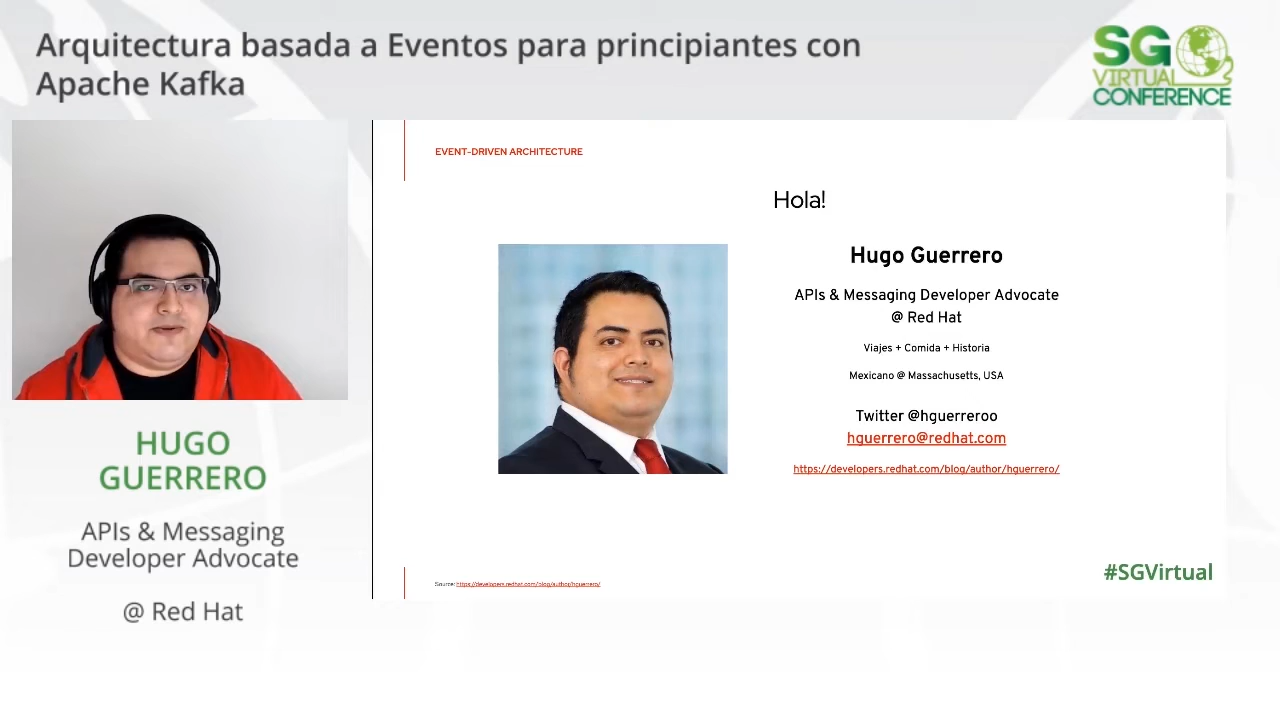 Arquitectura basada a Eventos para principiantes con
Apache Kafka
SG
VIRTUAL
CONFERENCE
EVENT-DRIVEN ARCHITECTURE
Hola!
Hugo Guerrero
APIs & Messaging Developer Advocate
@ Red Hat
Viajes + Comida + Historia
Mexicano @ Massachusetts, USA
Twitter @hguerreroo
hguerrero@redhat.com
https://developers.redhat.com/blog/author/hguerrero/
Source: https://developers.redhat.com/blog/author/hguerrero/
#SGVirtual
HUGO
GUERRERO
APIs & Messaging
Developer Advocate
@ Red Hat